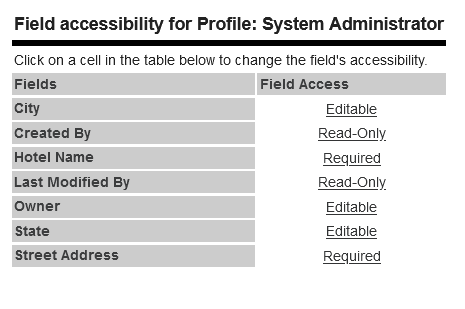 Field accessibility for Profile: System Administrator
Click on a cell in the table below to change the field's accessibility.
Fields Field Access
City Editable
Created By Read-Only
Hotel Name Required
Last Modified By Read-Only
Owner Editable
State Editable
Street Address Required